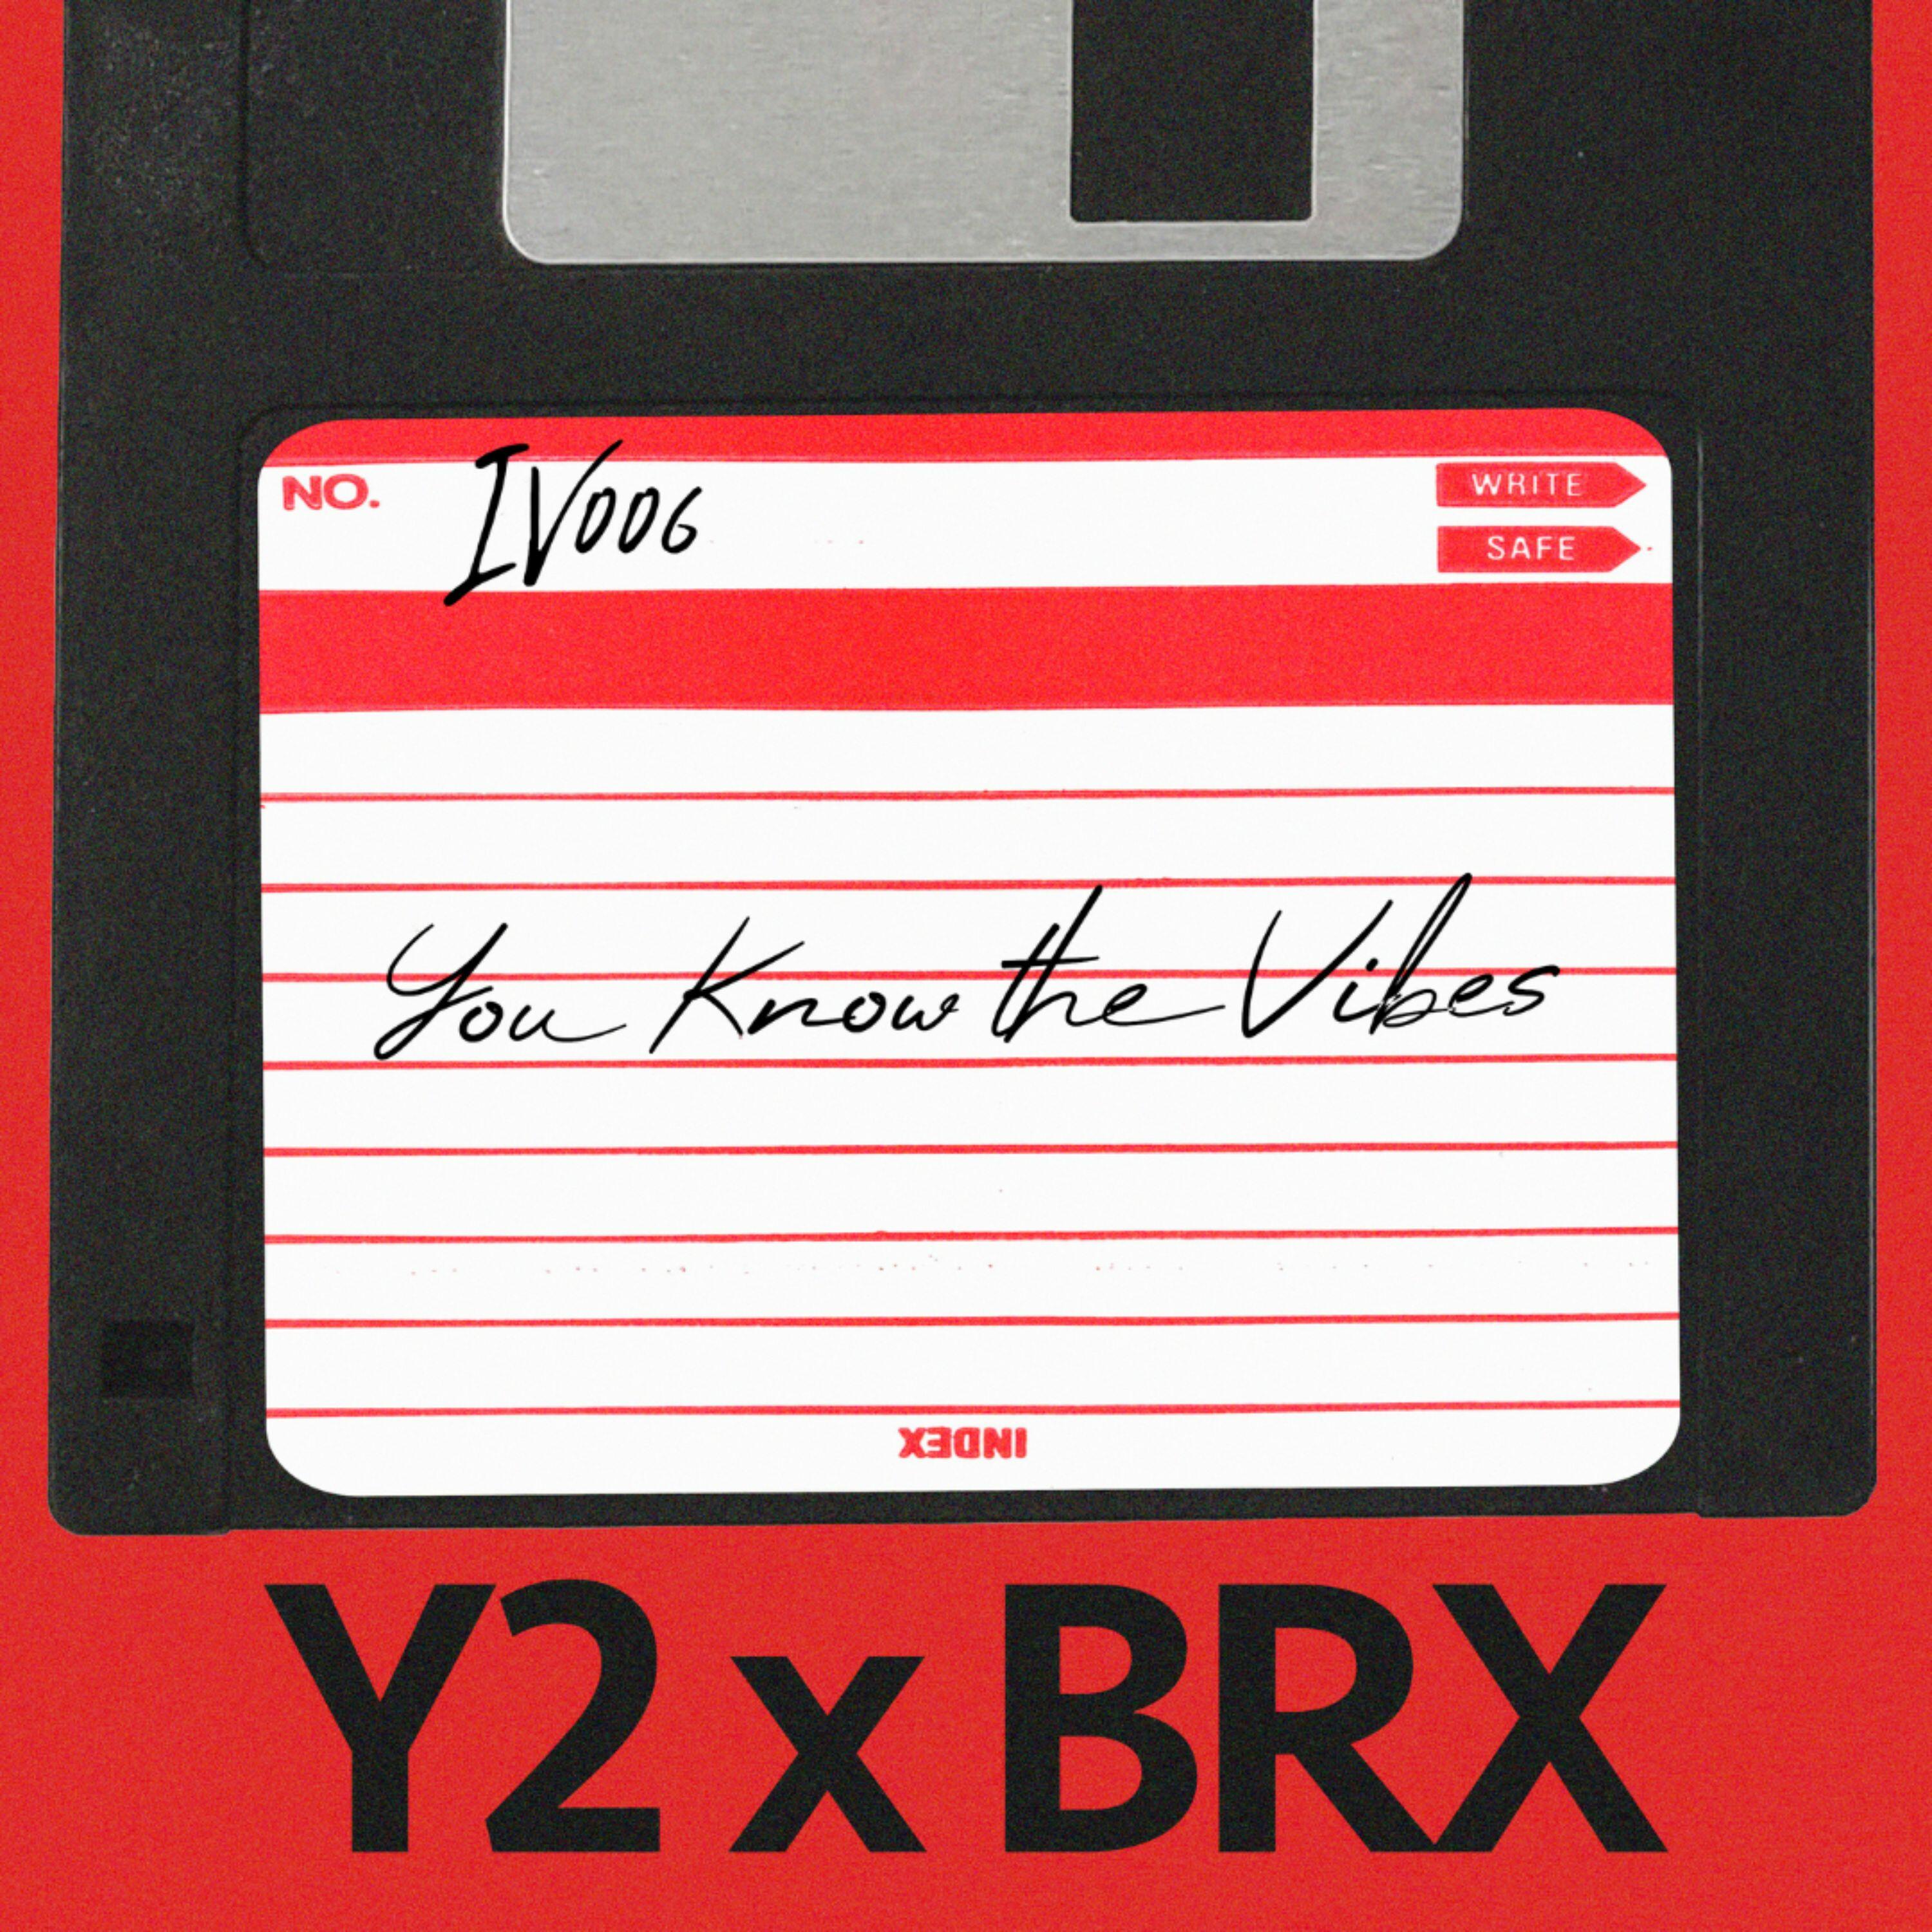 NO. IV006
WRITE
SAFE
You Know the Vibes
INDEX
Y2 x BRX